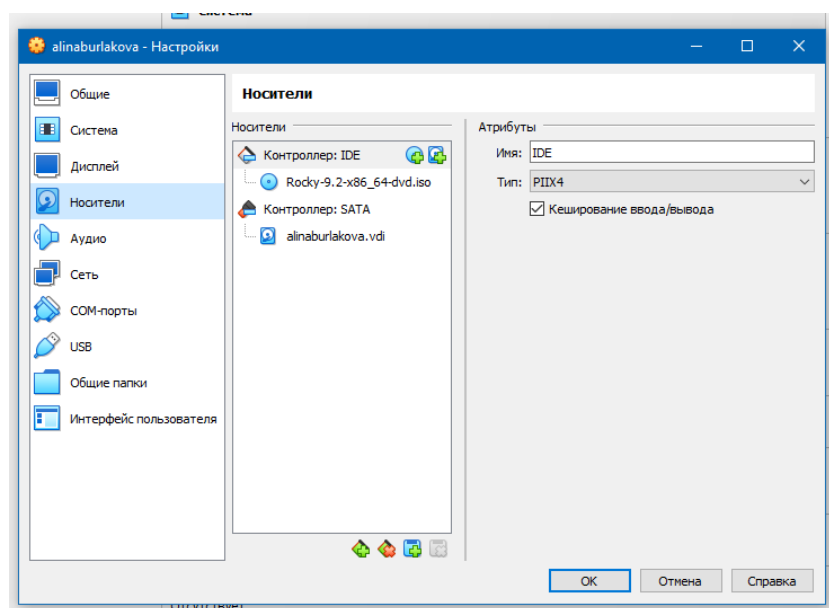 Система
alinaburlakova - Настройки
Общие
Система
Дисплей
Носители
Аудио
Сеть
COM-порты
USB
Общие папки
Интерфейс пользователя
Носители
Носители
Контроллер: IDE
Rocky-9.2-x86_64-dvd.iso
Контроллер: SATA
alinaburlakova.vdi
Атрибуты
Имя: IDE
Тип: PIIX4
Кеширование ввода/вывода
OK Отмена Справка